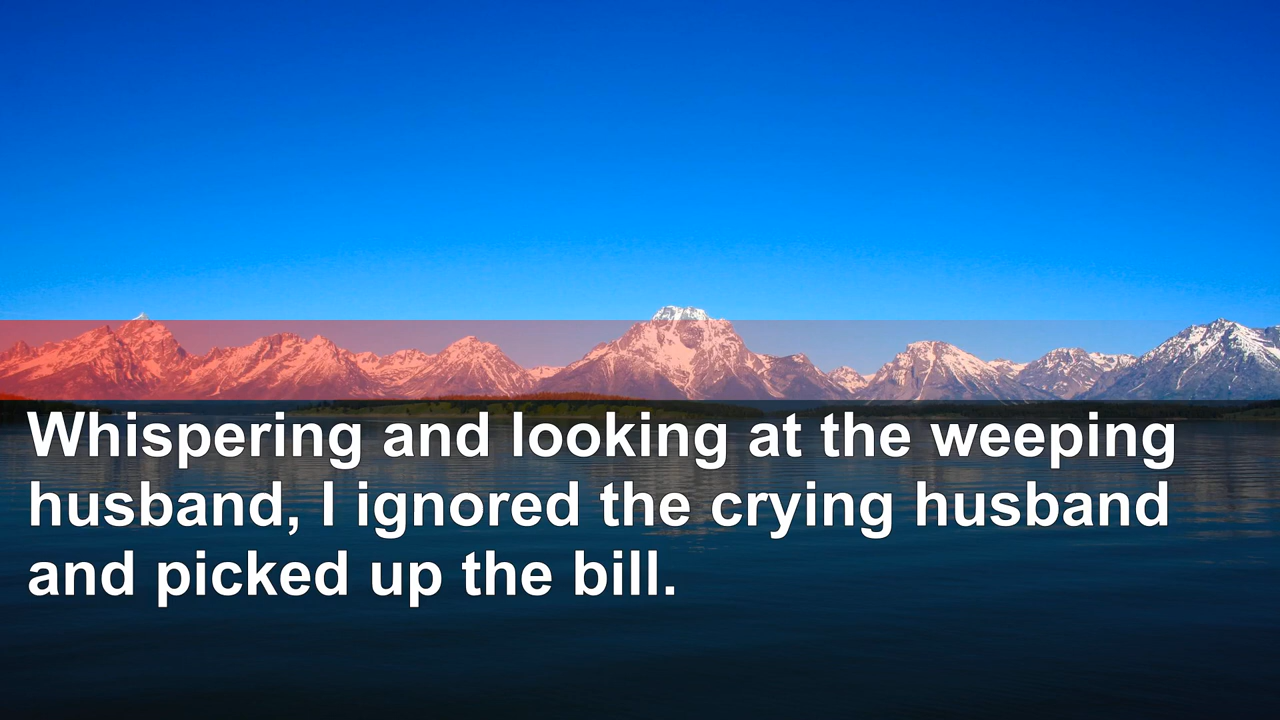 Whispering and looking at the weeping
husband, I ignored the crying husband
and picked up the bill.